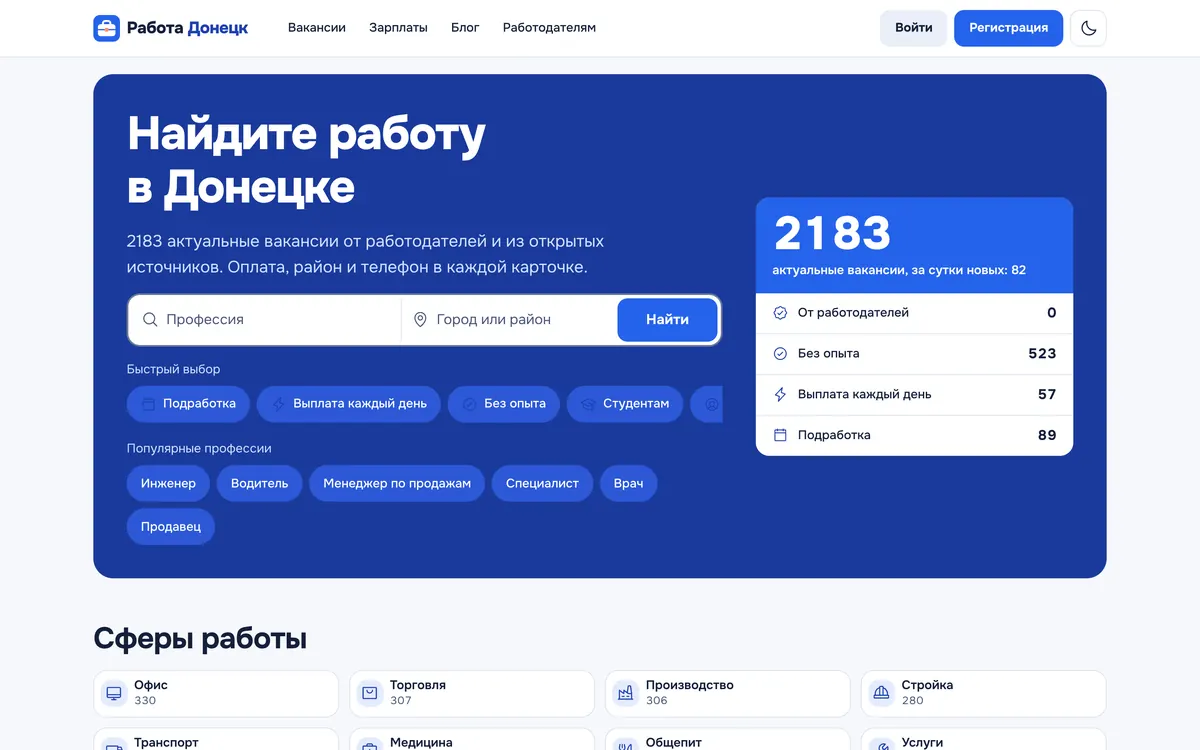 Работа Донецк
Вакансии
Зарплаты
Блог
Работодателям
Войти
Регистрация
Найдите работу
в Донецке
2183 актуальные вакансии от работодателей и из открытых
источников. Оплата, район и телефон в каждой карточке.
Профессия
Город или район
Найти
Быстрый выбор
Подработка
Выплата каждый день
Без опыта
Студентам
Популярные профессии
Инженер
Водитель
Менеджер по продажам
Специалист
Врач
Продавец
2183
актуальные вакансии, за сутки новых: 82
От работодателей 0
Без опыта 523
Выплата каждый день 57
Подработка 89
Сферы работы
Офис
330
Торговля
307
Производство
306
Стройка
280
Транспорт
Медицина
Общепит
Услуги